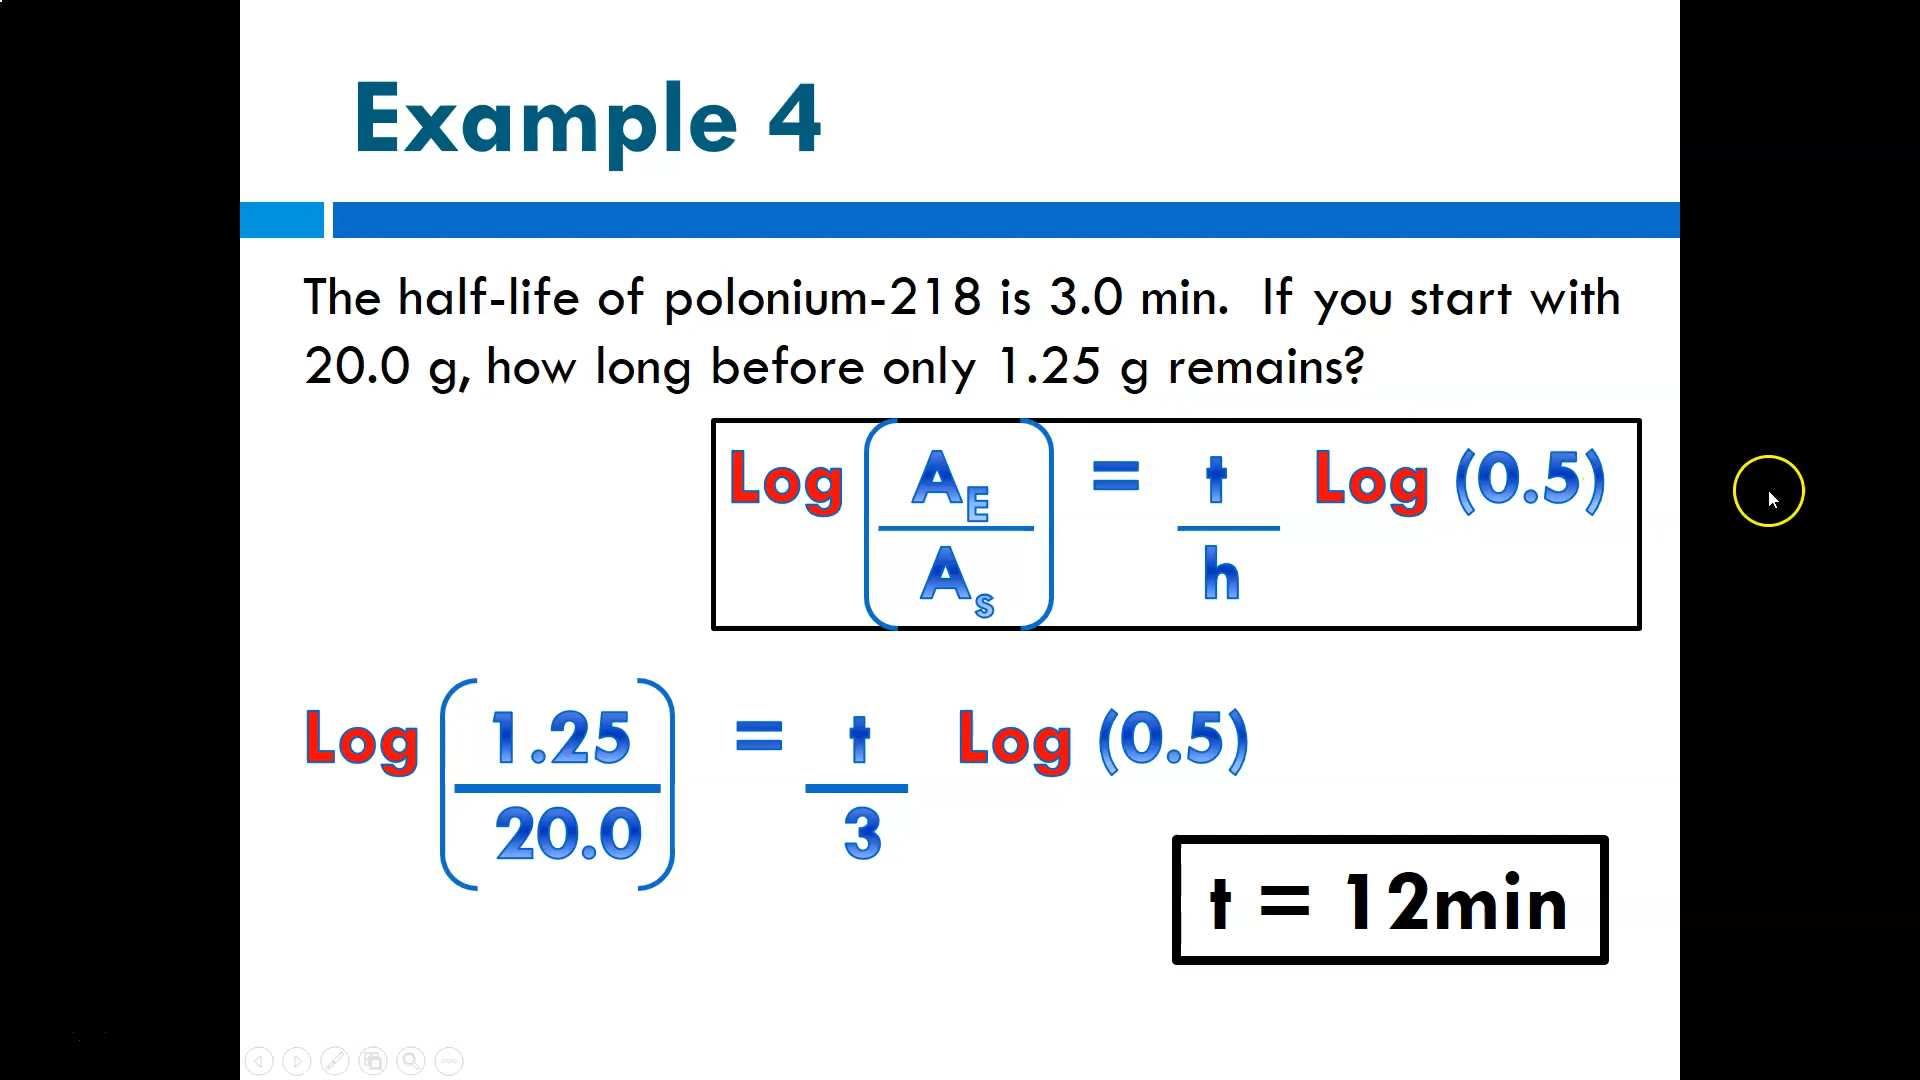 Example 4
The half-life of polonium-218 is 3.0 min. If you start with
20.0 g, how long before only 1.25 g remains?
Log (A_E / A_s) = t / h Log (0.5)
Log (1.25 / 20.0) = t / 3 Log (0.5)
t = 12min